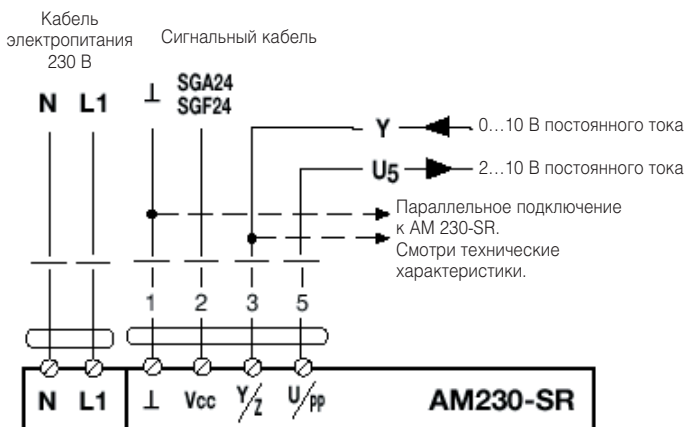 Кабель
электропитания
230 В
Сигнальный кабель
N L1 ⊥ SGA24
SGF24
Y 0...10 В постоянного тока
U5 2...10 В постоянного тока
Параллельное подключение
к AM 230-SR.
Смотри технические
характеристики.
1 2 3 5
N L1 ⊥ Vcc Y/Z U/PP AM230-SR